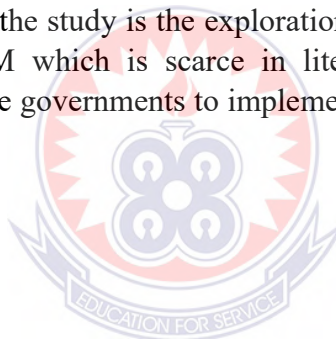 the study is the exploration
M which is scarce in lite
e governments to impleme
EDUCATION FOR SERVICE